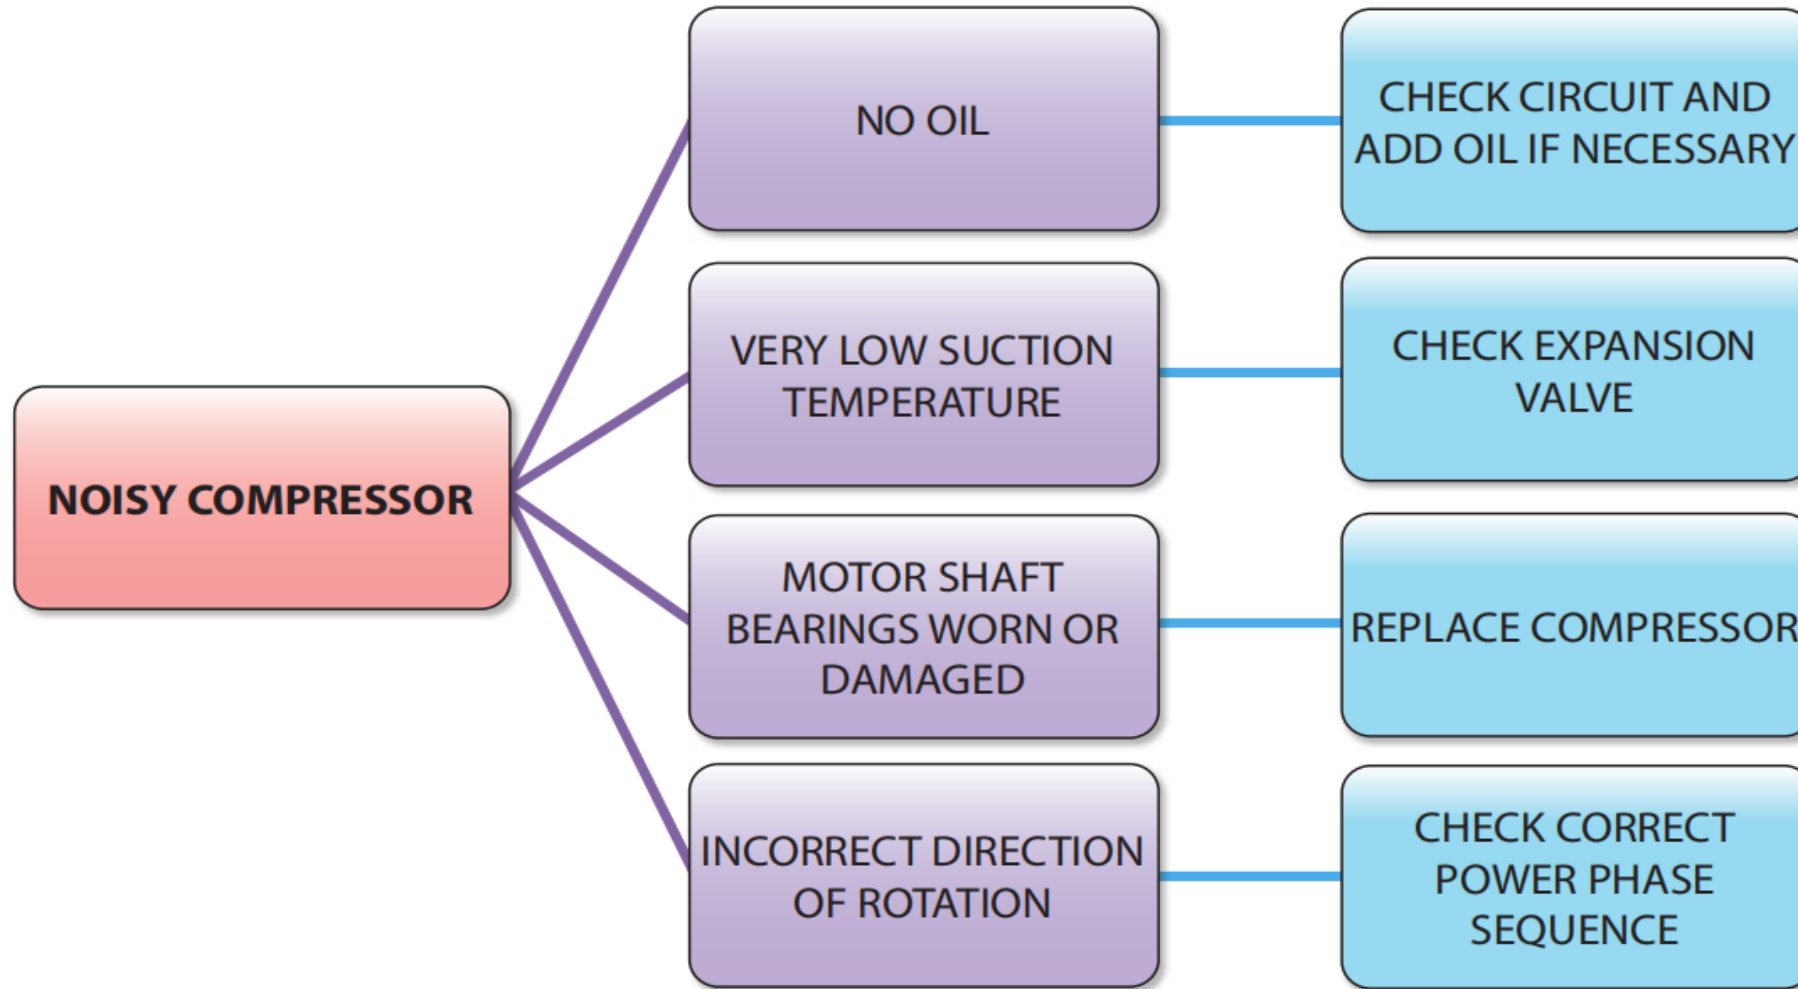 NO OIL
CHECK CIRCUIT AND
ADD OIL IF NECESSARY
VERY LOW SUCTION
TEMPERATURE
CHECK EXPANSION
VALVE
NOISY COMPRESSOR
MOTOR SHAFT
BEARINGS WORN OR
DAMAGED
REPLACE COMPRESSOR
INCORRECT DIRECTION
OF ROTATION
CHECK CORRECT
POWER PHASE
SEQUENCE